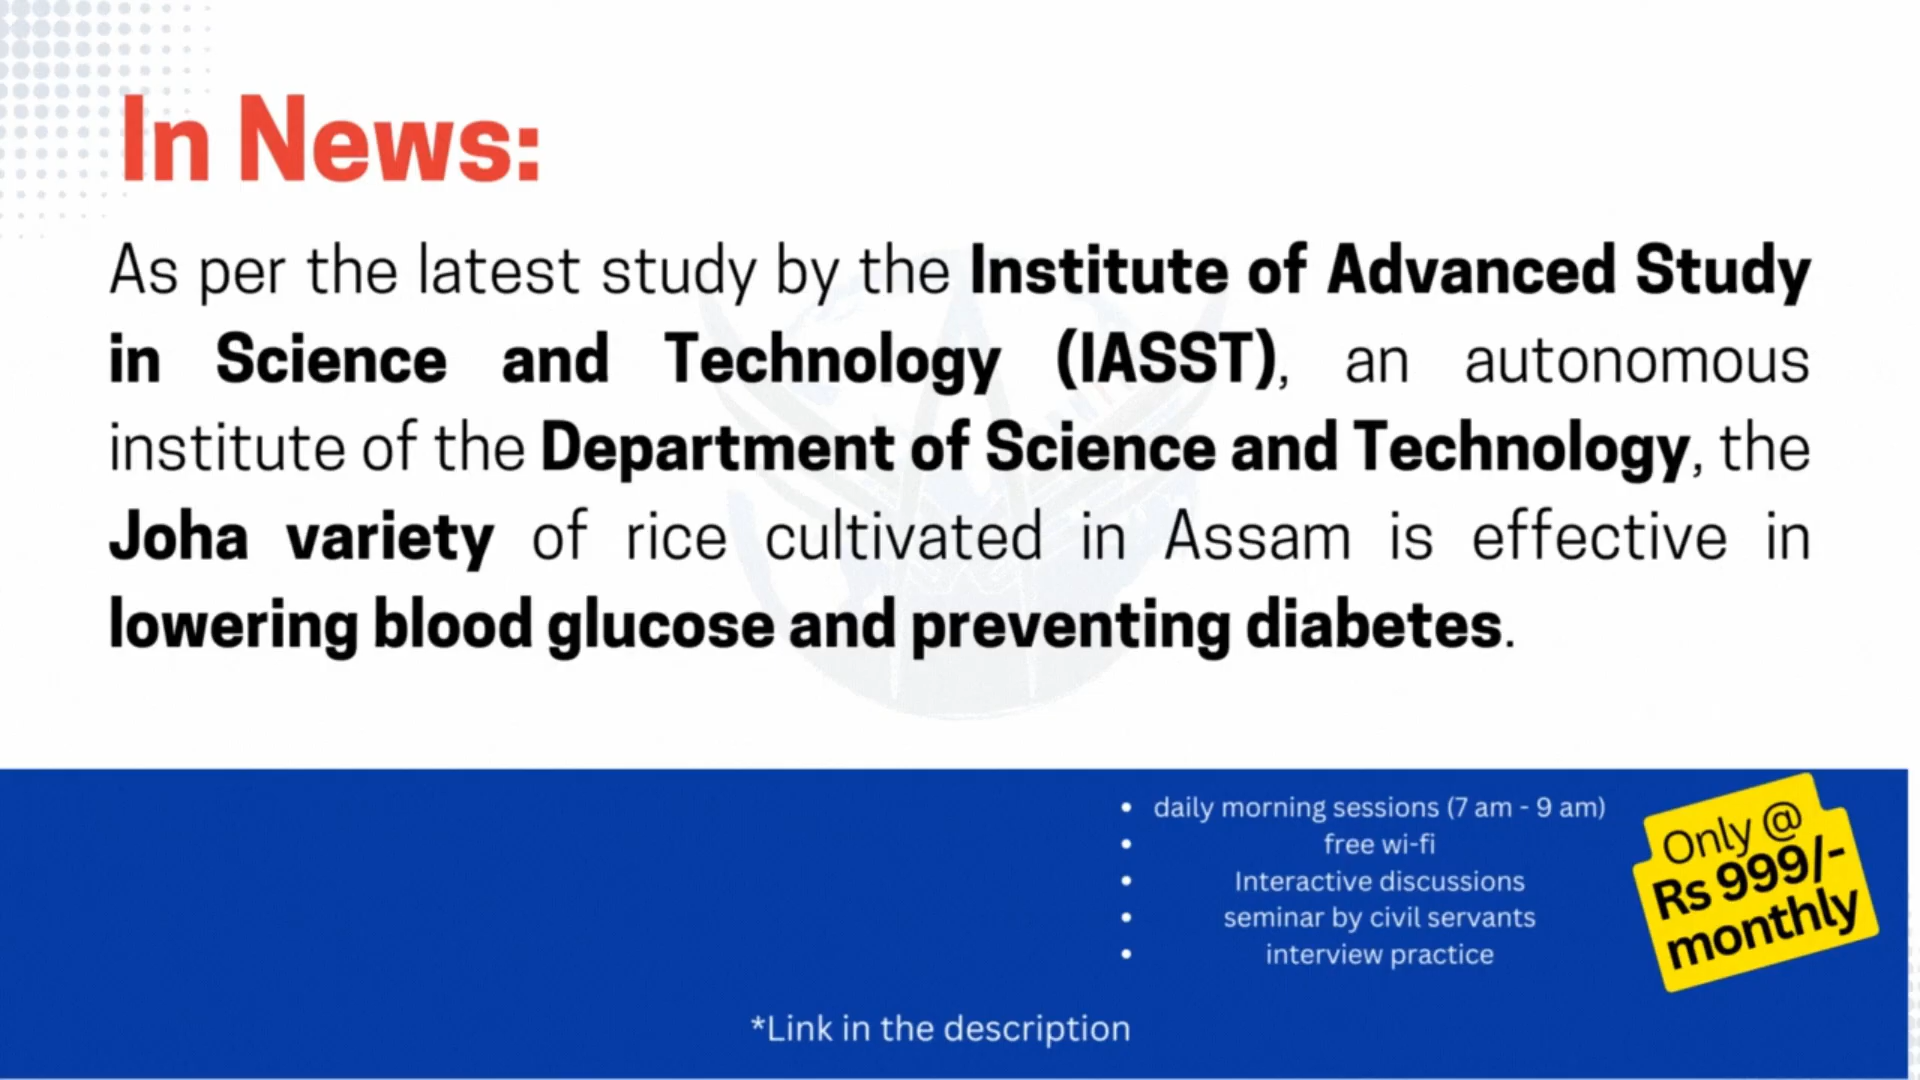 In News:
As per the latest study by the Institute of Advanced Study
in Science and Technology (IASST), an autonomous
institute of the Department of Science and Technology, the
Joha variety of rice cultivated in Assam is effective in
lowering blood glucose and preventing diabetes.
• daily morning sessions (7 am - 9 am)
• free wi-fi
• Interactive discussions
• seminar by civil servants
• interview practice
Only @
Rs 999/-
monthly
*Link in the description